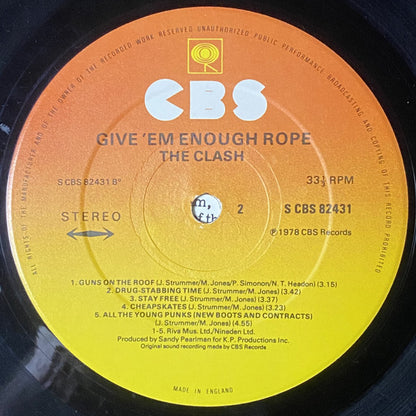 ALL RIGHTS OF THE MANUFACTURER AND OF THE OWNER OF THE RECORDED WORK RESERVED UNAUTHORIZED PUBLIC PERFORMANCE, BROADCASTING AND COPYING OF THIS RECORD PROHIBITED
CBS
GIVE 'EM ENOUGH ROPE
THE CLASH
S CBS 82431 B°
33⅓ RPM
STEREO
2
S CBS 82431
℗ 1978 CBS Records
1. GUNS ON THE ROOF (J. Strummer/M. Jones/P. Simonon/N. T. Headon) (3.15)
2. DRUG-STABBING TIME (J. Strummer/M. Jones) (3.42)
3. STAY FREE (J. Strummer/M. Jones) (3.37)
4. CHEAPSKATES (J. Strummer/M. Jones) (3.23)
5. ALL THE YOUNG PUNKS (NEW BOOTS AND CONTRACTS)
(J. Strummer/M. Jones) (4.55)
1-5. Riva Mus. Ltd./Nineden Ltd.
Produced by Sandy Pearlman for K. P. Productions Inc.
Original sound recording made by CBS Records
MADE IN ENGLAND